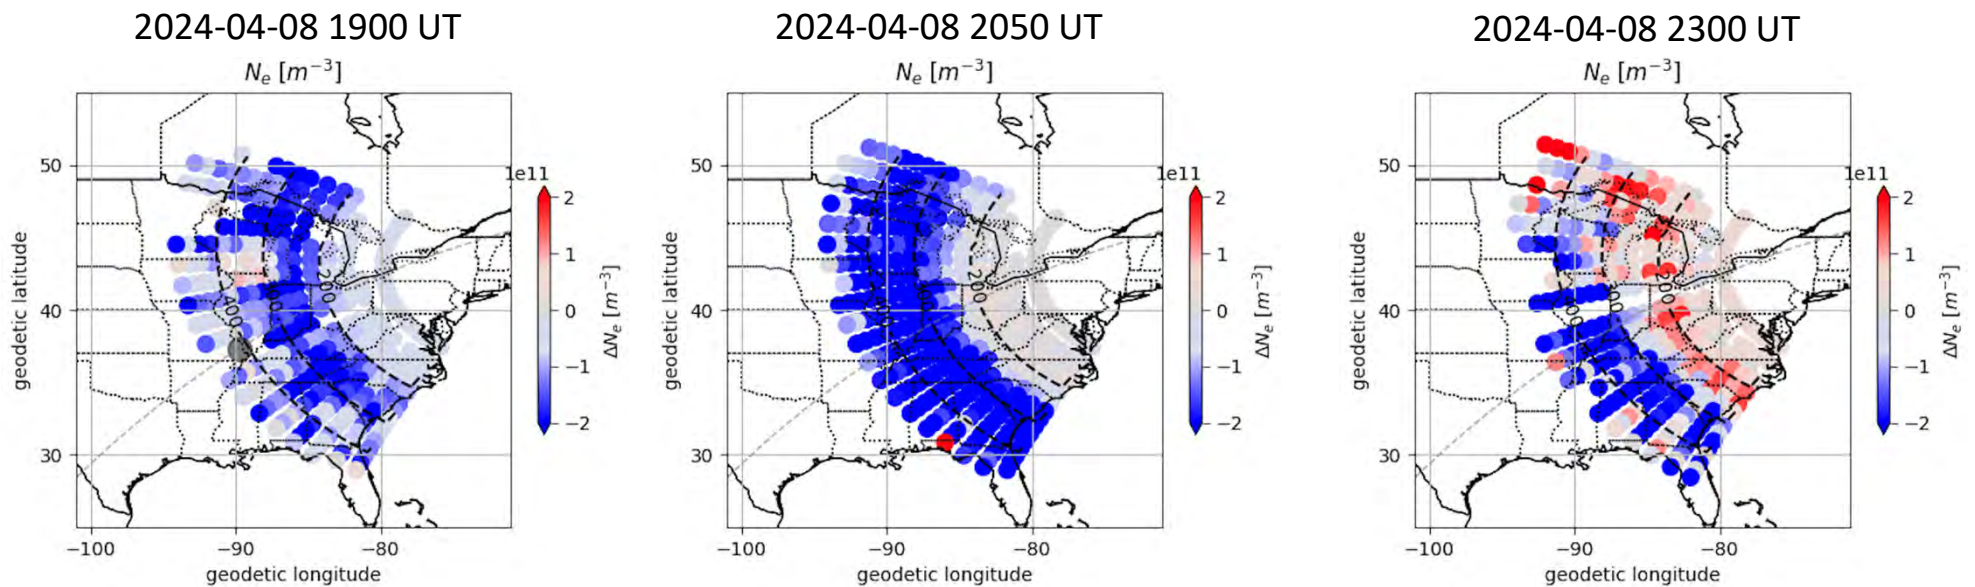 2024-04-08 1900 UT
N_e [m^{-3}]
50
40
30
−100
−90
−80
geodetic latitude
geodetic longitude
400
200
1e11
2
1
0
−1
−2
ΔN_e [m^{-3}]
2024-04-08 2050 UT
N_e [m^{-3}]
50
40
30
−100
−90
−80
geodetic latitude
geodetic longitude
200
1e11
2
1
0
−1
−2
ΔN_e [m^{-3}]
2024-04-08 2300 UT
N_e [m^{-3}]
50
40
30
−100
−90
−80
geodetic latitude
geodetic longitude
200
1e11
2
1
0
−1
−2
ΔN_e [m^{-3}]